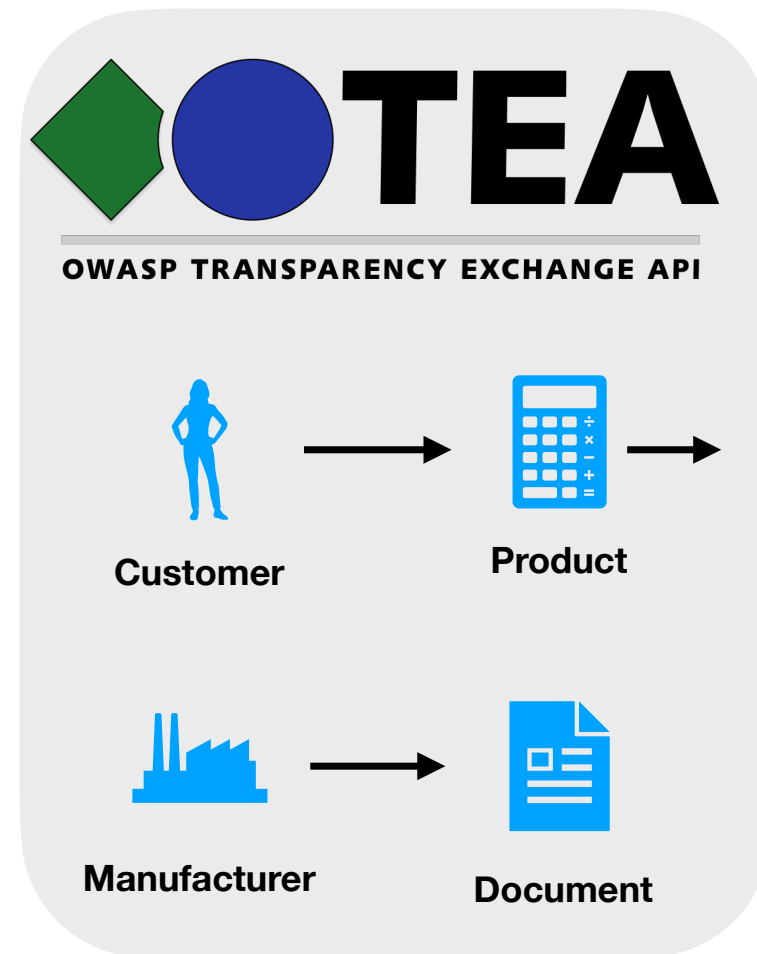 TEA
OWASP TRANSPARENCY EXCHANGE API
Customer
Product
Manufacturer
Document